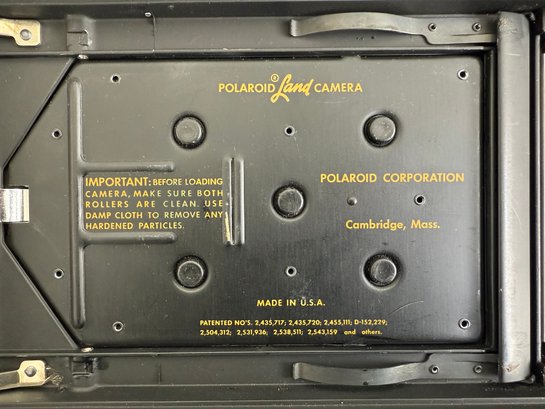 POLAROID® Land CAMERA
IMPORTANT: BEFORE LOADING
CAMERA, MAKE SURE BOTH
ROLLERS ARE CLEAN. USE
DAMP CLOTH TO REMOVE ANY
HARDENED PARTICLES.
POLAROID CORPORATION
Cambridge, Mass.
MADE IN U.S.A.
PATENTED NO'S. 2,435,717; 2,435,720; 2,455,111; D-152,229;
2,504,312; 2,531,936; 2,538,511; 2,543,159 and others.